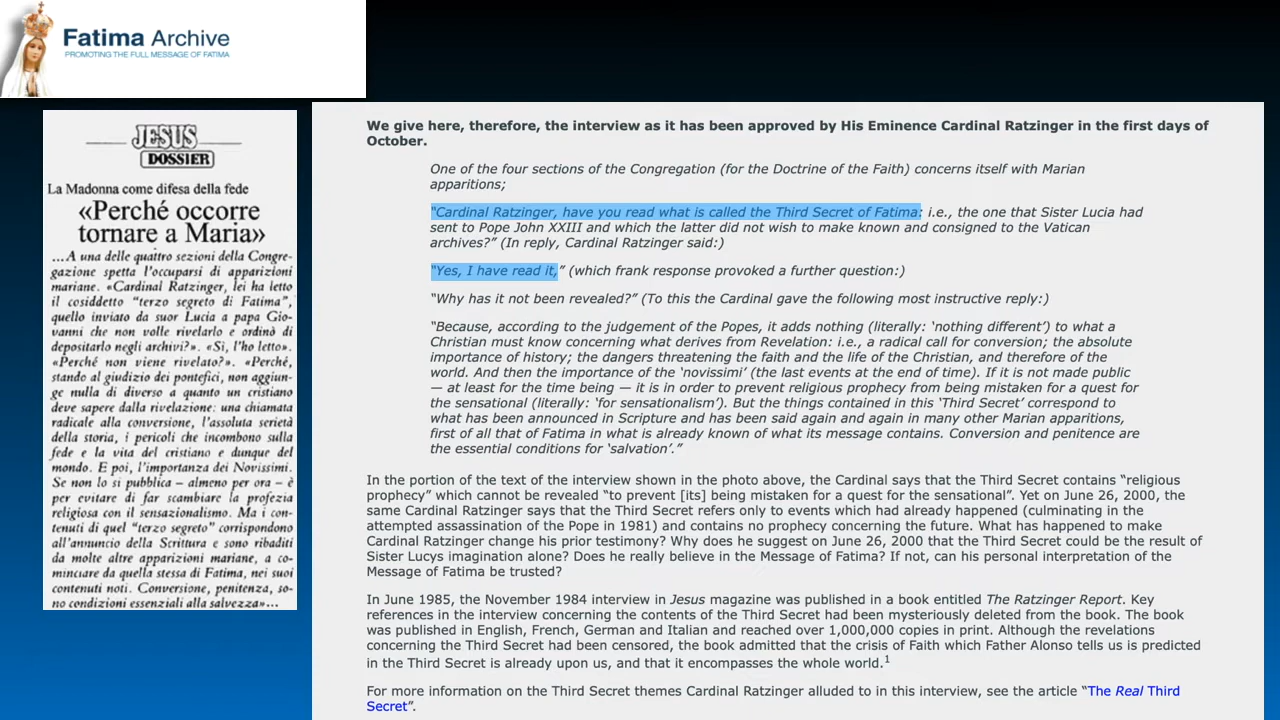 Fatima Archive
PROMOTING THE FULL MESSAGE OF FATIMA
JESUS
DOSSIER
La Madonna come difesa della fede
«Perché occorre
tornare a Maria»
...A una delle quattro sezioni della Congre-
gazione spetta l'occuparsi di apparizioni
mariane. «Cardinal Ratzinger, lei ha letto
il cosiddetto "terzo segreto di Fatima",
quello inviato da suor Lucia a papa Gio-
vanni che non volle rivelarlo e ordinò di
depositarlo negli archivi?». «Sì, l'ho letto».
«Perché non viene rivelato?». «Perché,
stando al giudizio dei pontefici, non aggiun-
ge nulla di diverso a quanto un cristiano
deve sapere dalla rivelazione: una chiamata
radicale alla conversione, l'assoluta serietà
della storia, i pericoli che incombono sulla
fede e la vita del cristiano e dunque del
mondo. E poi, l'importanza dei Novissimi.
Se non lo si pubblica – almeno per ora – è
per evitare di far scambiare la profezia
religiosa con il sensazionalismo. Ma i con-
tenuti di quel "terzo segreto" corrispondono
all'annuncio della Scrittura e sono ribaditi
da molte altre apparizioni mariane, a co-
minciare da quella stessa di Fatima, nei suoi
contenuti noti. Conversione, penitenza, so-
no condizioni essenziali alla salvezza»...
We give here, therefore, the interview as it has been approved by His Eminence Cardinal Ratzinger in the first days of
October.
One of the four sections of the Congregation (for the Doctrine of the Faith) concerns itself with Marian
apparitions;
“Cardinal Ratzinger, have you read what is called the Third Secret of Fatima: i.e., the one that Sister Lucia had
sent to Pope John XXIII and which the latter did not wish to make known and consigned to the Vatican
archives?” (In reply, Cardinal Ratzinger said:)
“Yes, I have read it,” (which frank response provoked a further question:)
“Why has it not been revealed?” (To this the Cardinal gave the following most instructive reply:)
“Because, according to the judgement of the Popes, it adds nothing (literally: ‘nothing different’) to what a
Christian must know concerning what derives from Revelation: i.e., a radical call for conversion; the absolute
importance of history; the dangers threatening the faith and the life of the Christian, and therefore of the
world. And then the importance of the ‘novissimi’ (the last events at the end of time). If it is not made public
— at least for the time being — it is in order to prevent religious prophecy from being mistaken for a quest for
the sensational (literally: ‘for sensationalism’). But the things contained in this ‘Third Secret’ correspond to
what has been announced in Scripture and has been said again and again in many other Marian apparitions,
first of all that of Fatima in what is already known of what its message contains. Conversion and penitence are
the essential conditions for ‘salvation’.”
In the portion of the text of the interview shown in the photo above, the Cardinal says that the Third Secret contains “religious
prophecy” which cannot be revealed “to prevent [its] being mistaken for a quest for the sensational”. Yet on June 26, 2000, the
same Cardinal Ratzinger says that the Third Secret refers only to events which had already happened (culminating in the
attempted assassination of the Pope in 1981) and contains no prophecy concerning the future. What has happened to make
Cardinal Ratzinger change his prior testimony? Why does he suggest on June 26, 2000 that the Third Secret could be the result of
Sister Lucys imagination alone? Does he really believe in the Message of Fatima? If not, can his personal interpretation of the
Message of Fatima be trusted?
In June 1985, the November 1984 interview in Jesus magazine was published in a book entitled The Ratzinger Report. Key
references in the interview concerning the contents of the Third Secret had been mysteriously deleted from the book. The book
was published in English, French, German and Italian and reached over 1,000,000 copies in print. Although the revelations
concerning the Third Secret had been censored, the book admitted that the crisis of Faith which Father Alonso tells us is predicted
in the Third Secret is already upon us, and that it encompasses the whole world.1
For more information on the Third Secret themes Cardinal Ratzinger alluded to in this interview, see the article “The Real Third
Secret”.